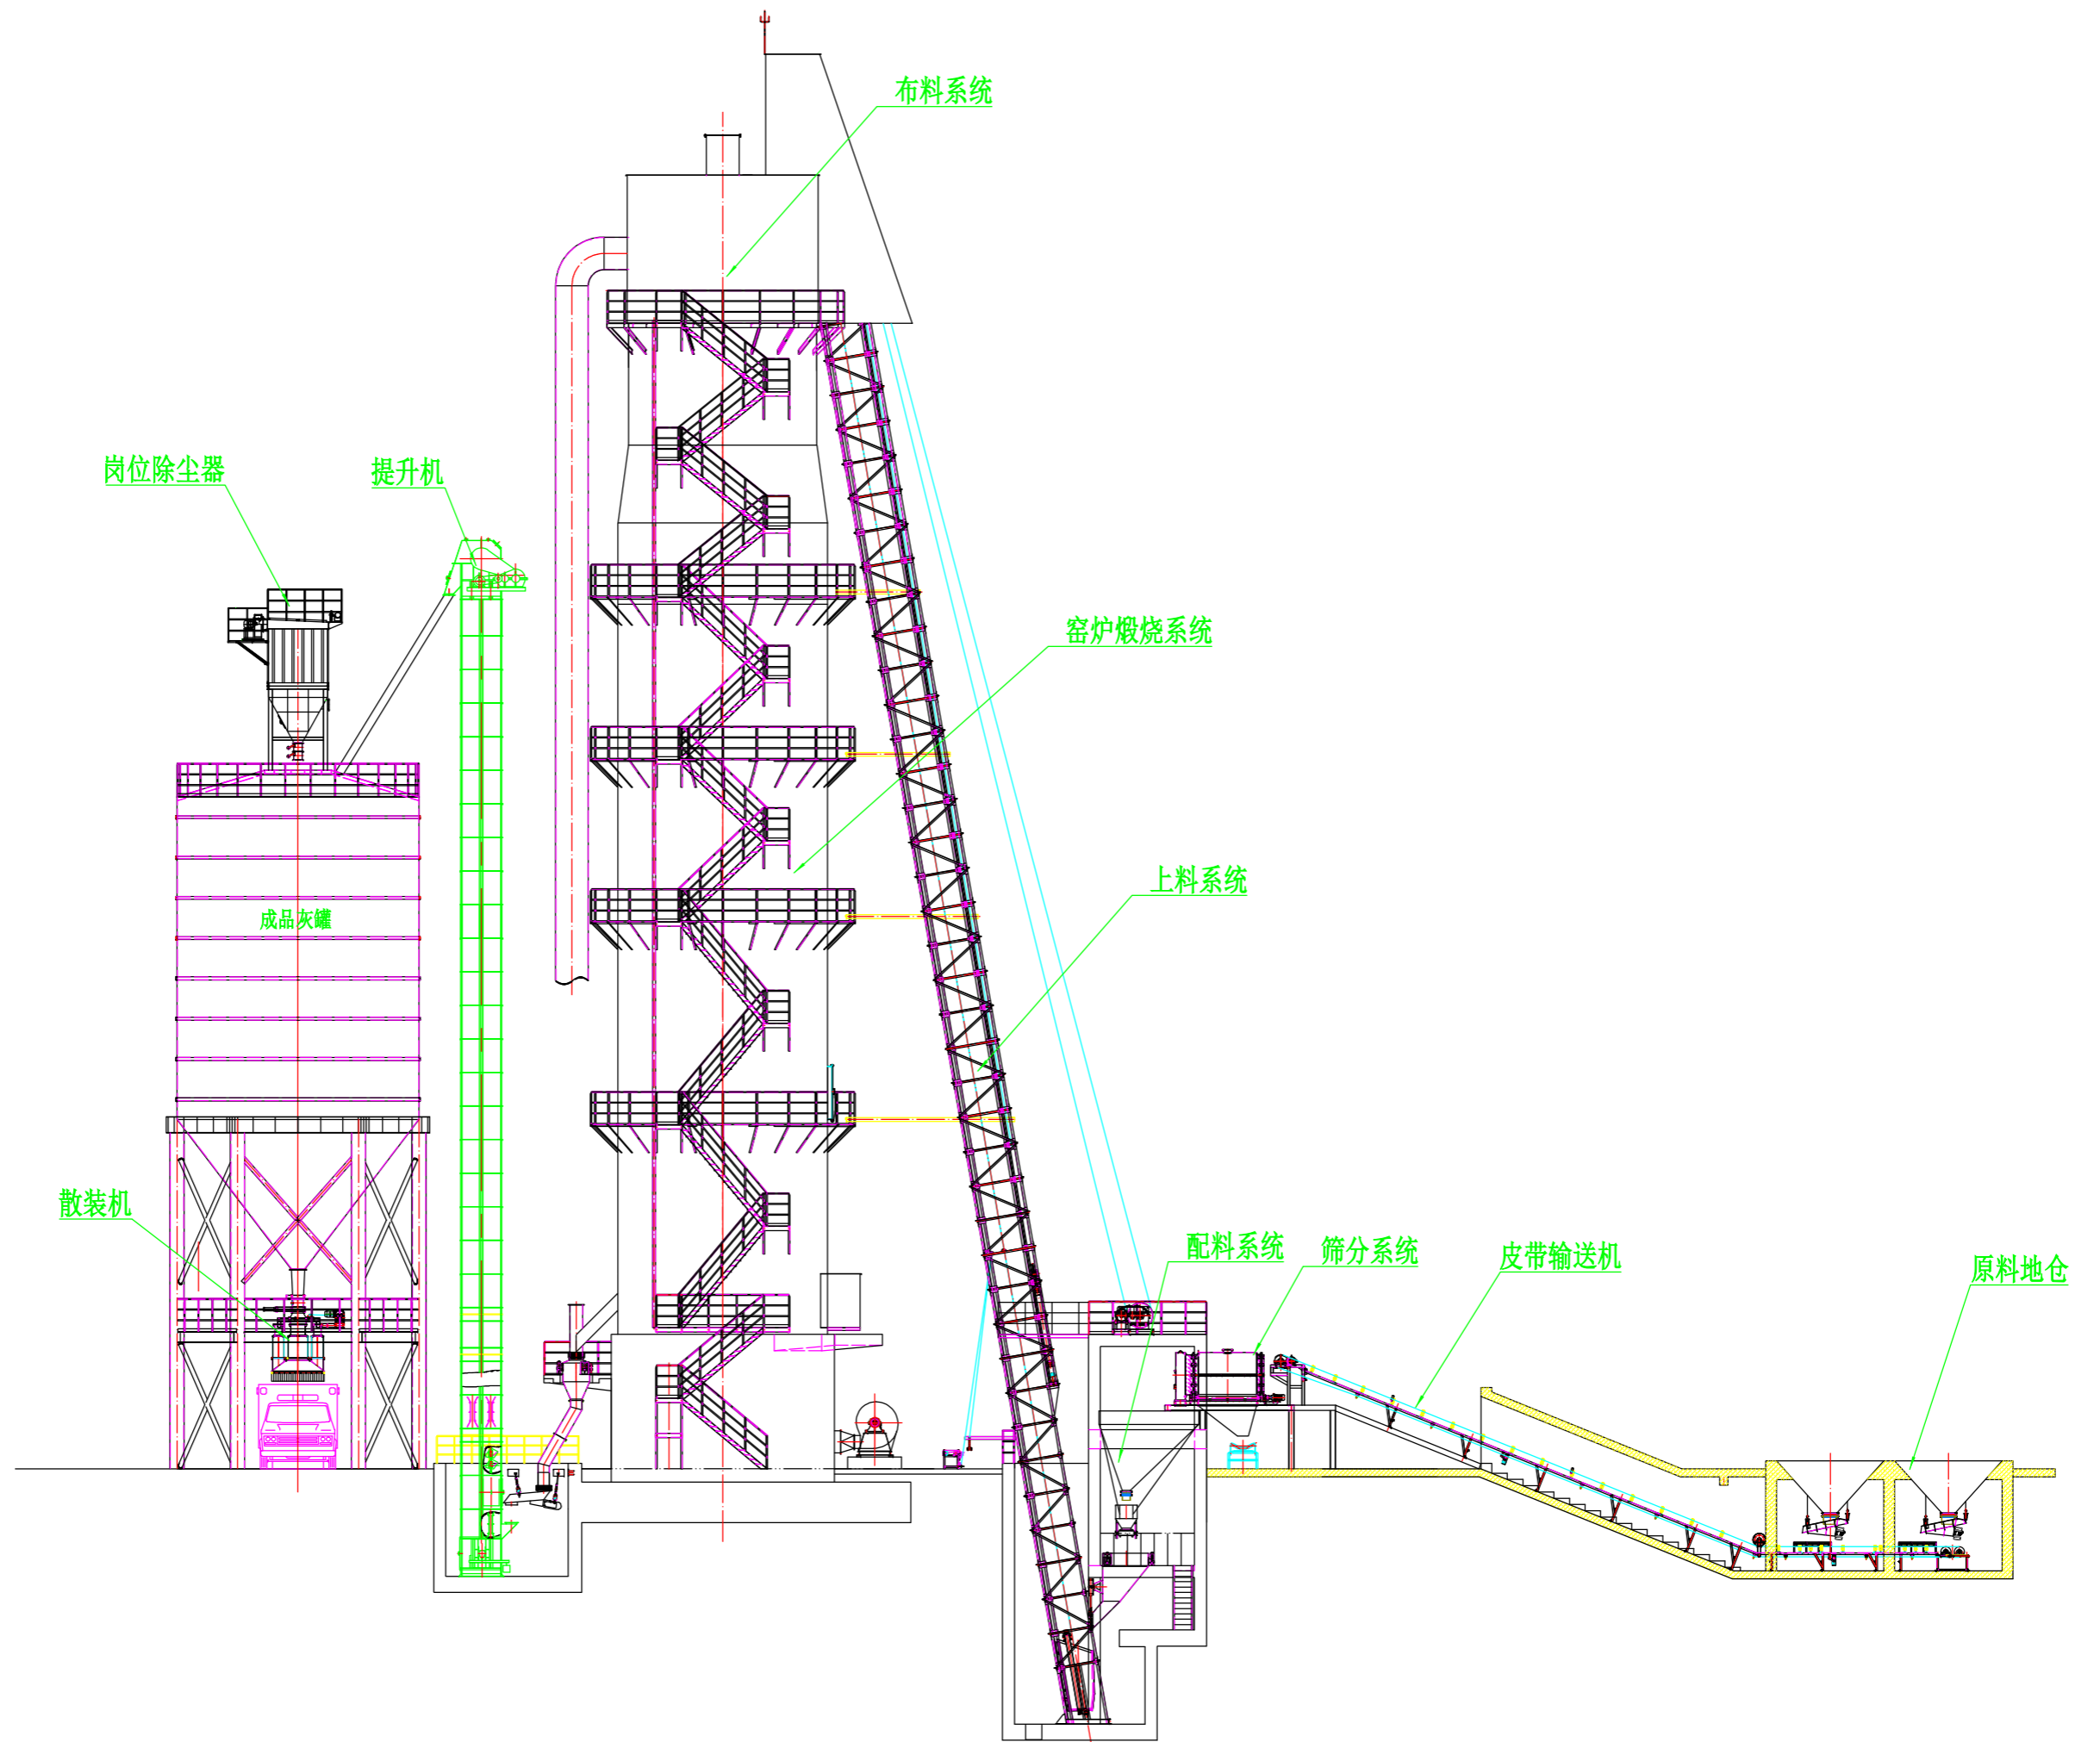 布料系统
岗位除尘器
提升机
窑炉煅烧系统
上料系统
成品灰罐
散装机
配料系统
筛分系统
皮带输送机
原料地仓